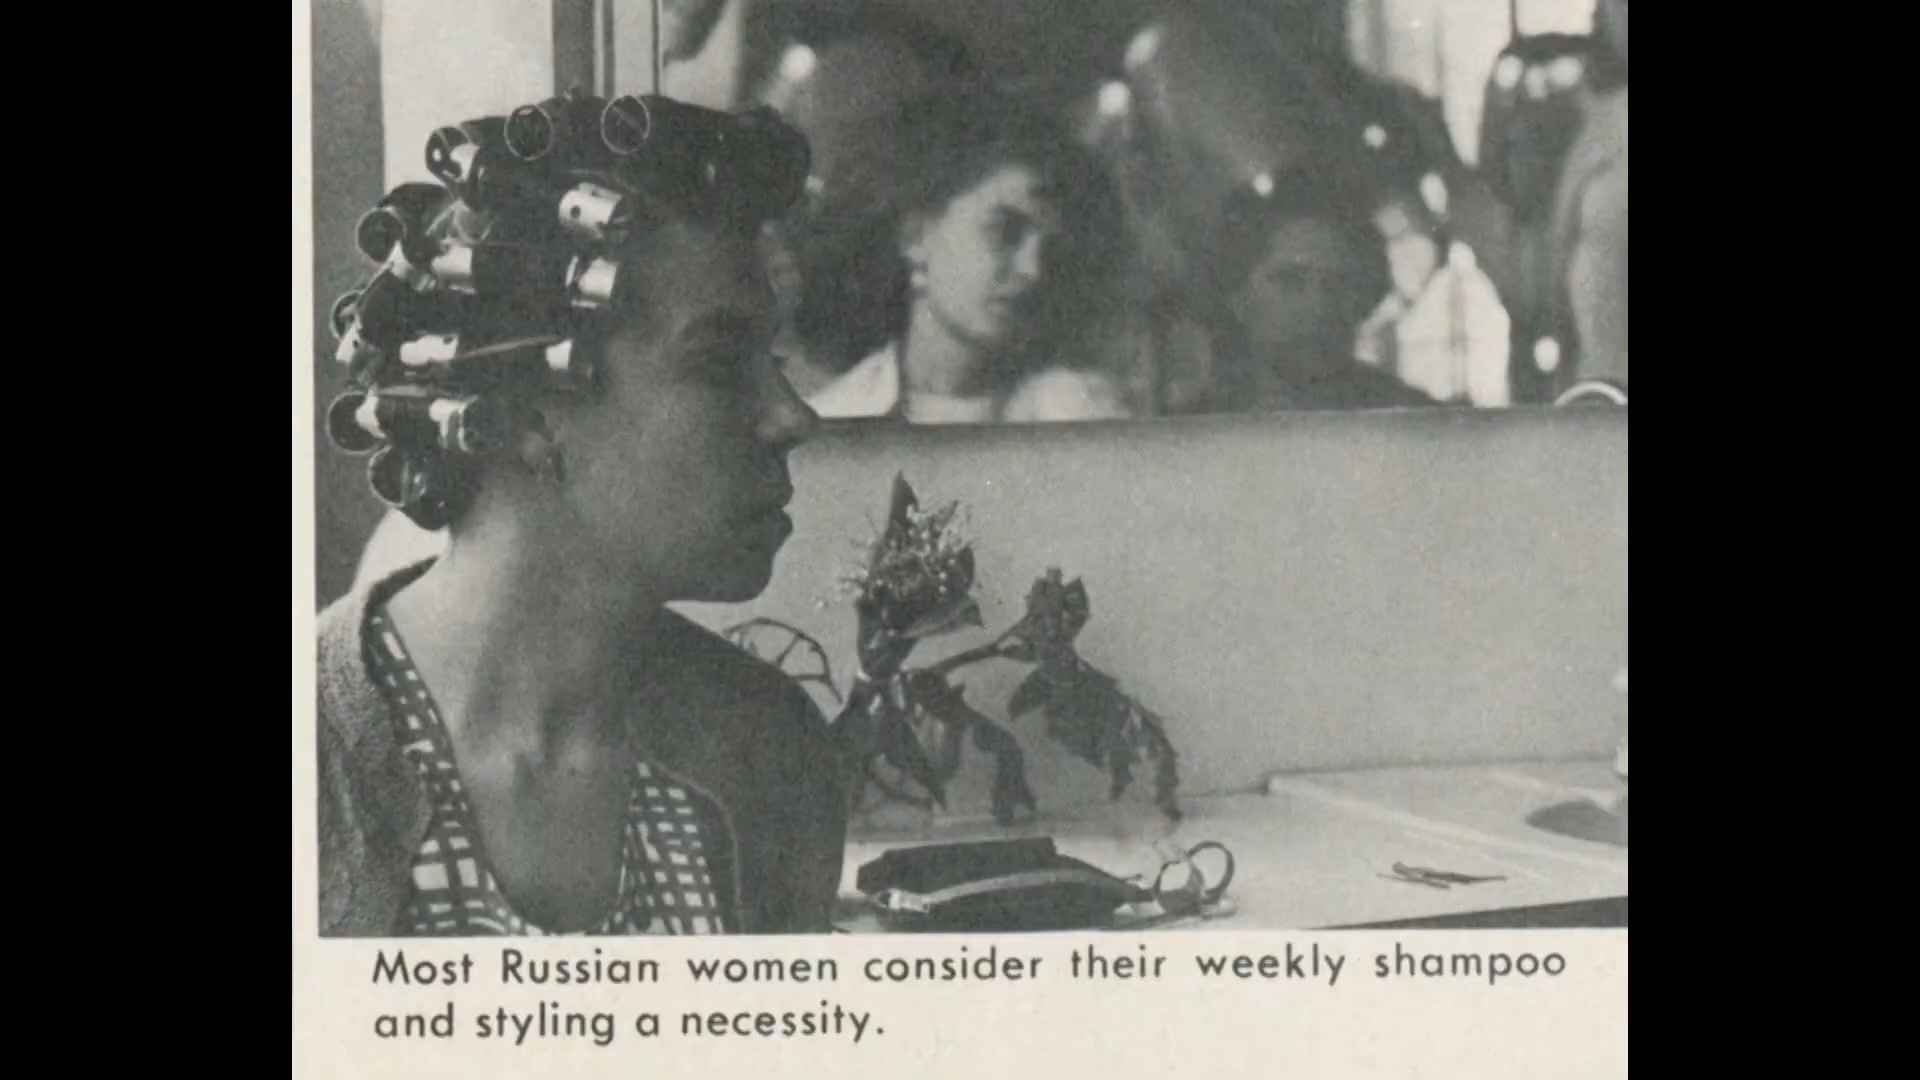 Most Russian women consider their weekly shampoo
and styling a necessity.